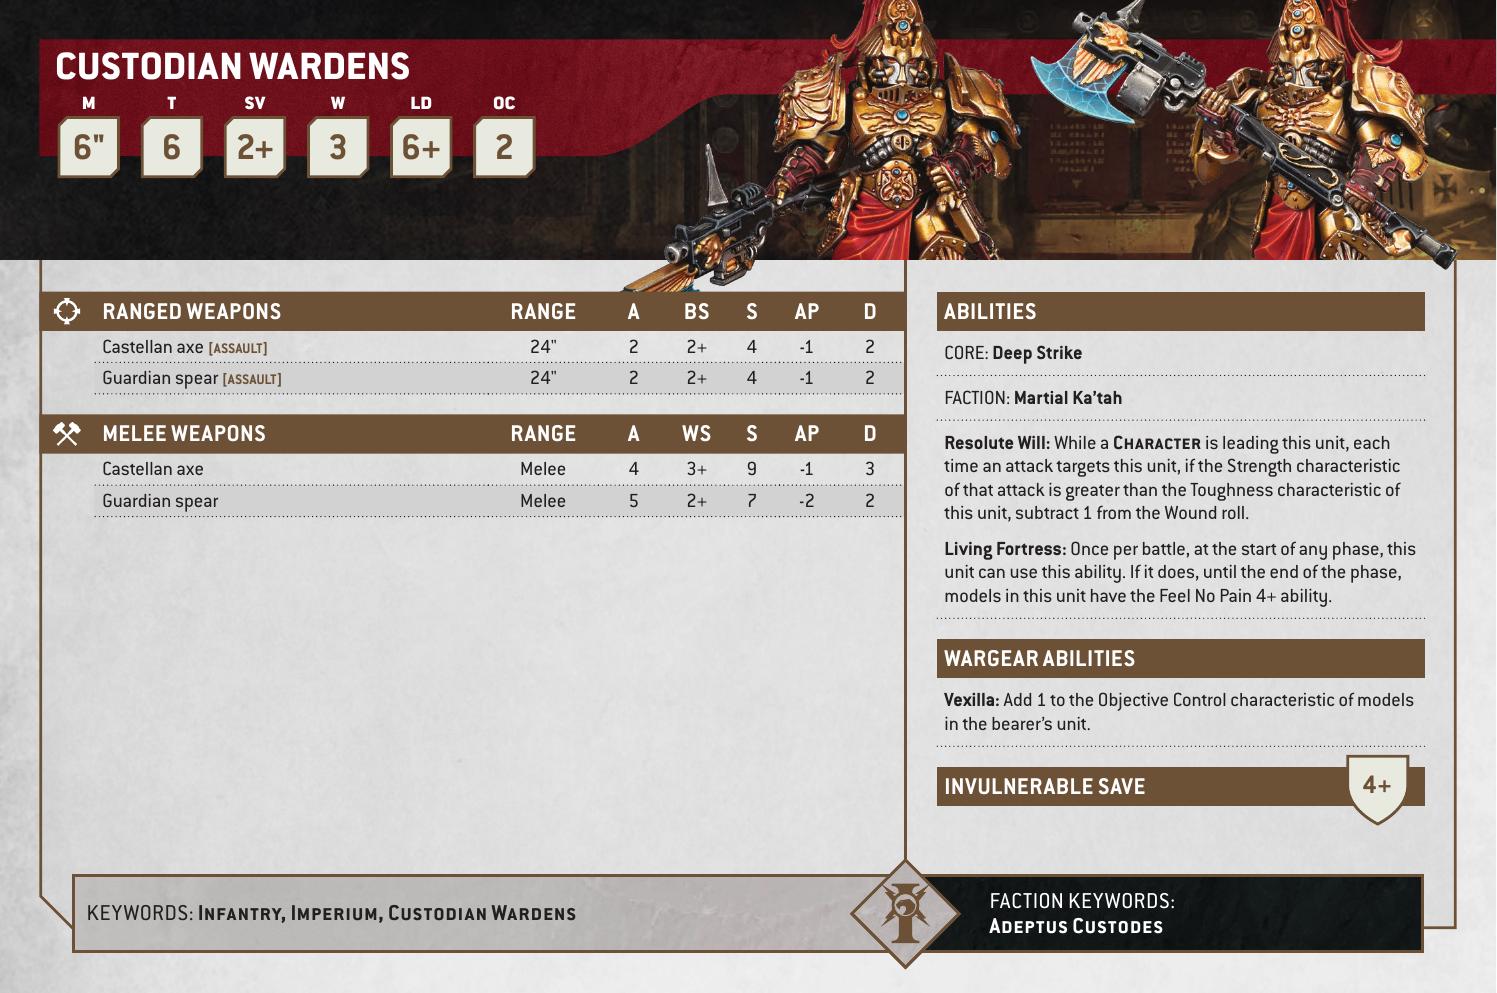 CUSTODIAN WARDENS
M T SV W LD OC
6" 6 2+ 3 6+ 2
RANGED WEAPONS RANGE A BS S AP D
Castellan axe [ASSAULT] 24" 2 2+ 4 -1 2
Guardian spear [ASSAULT] 24" 2 2+ 4 -1 2
MELEE WEAPONS RANGE A WS S AP D
Castellan axe Melee 4 3+ 9 -1 3
Guardian spear Melee 5 2+ 7 -2 2
ABILITIES
CORE: Deep Strike
FACTION: Martial Ka'tah
Resolute Will: While a CHARACTER is leading this unit, each
time an attack targets this unit, if the Strength characteristic
of that attack is greater than the Toughness characteristic of
this unit, subtract 1 from the Wound roll.
Living Fortress: Once per battle, at the start of any phase, this
unit can use this ability. If it does, until the end of the phase,
models in this unit have the Feel No Pain 4+ ability.
WARGEAR ABILITIES
Vexilla: Add 1 to the Objective Control characteristic of models
in the bearer's unit.
INVULNERABLE SAVE 4+
KEYWORDS: INFANTRY, IMPERIUM, CUSTODIAN WARDENS
FACTION KEYWORDS:
ADEPTUS CUSTODES